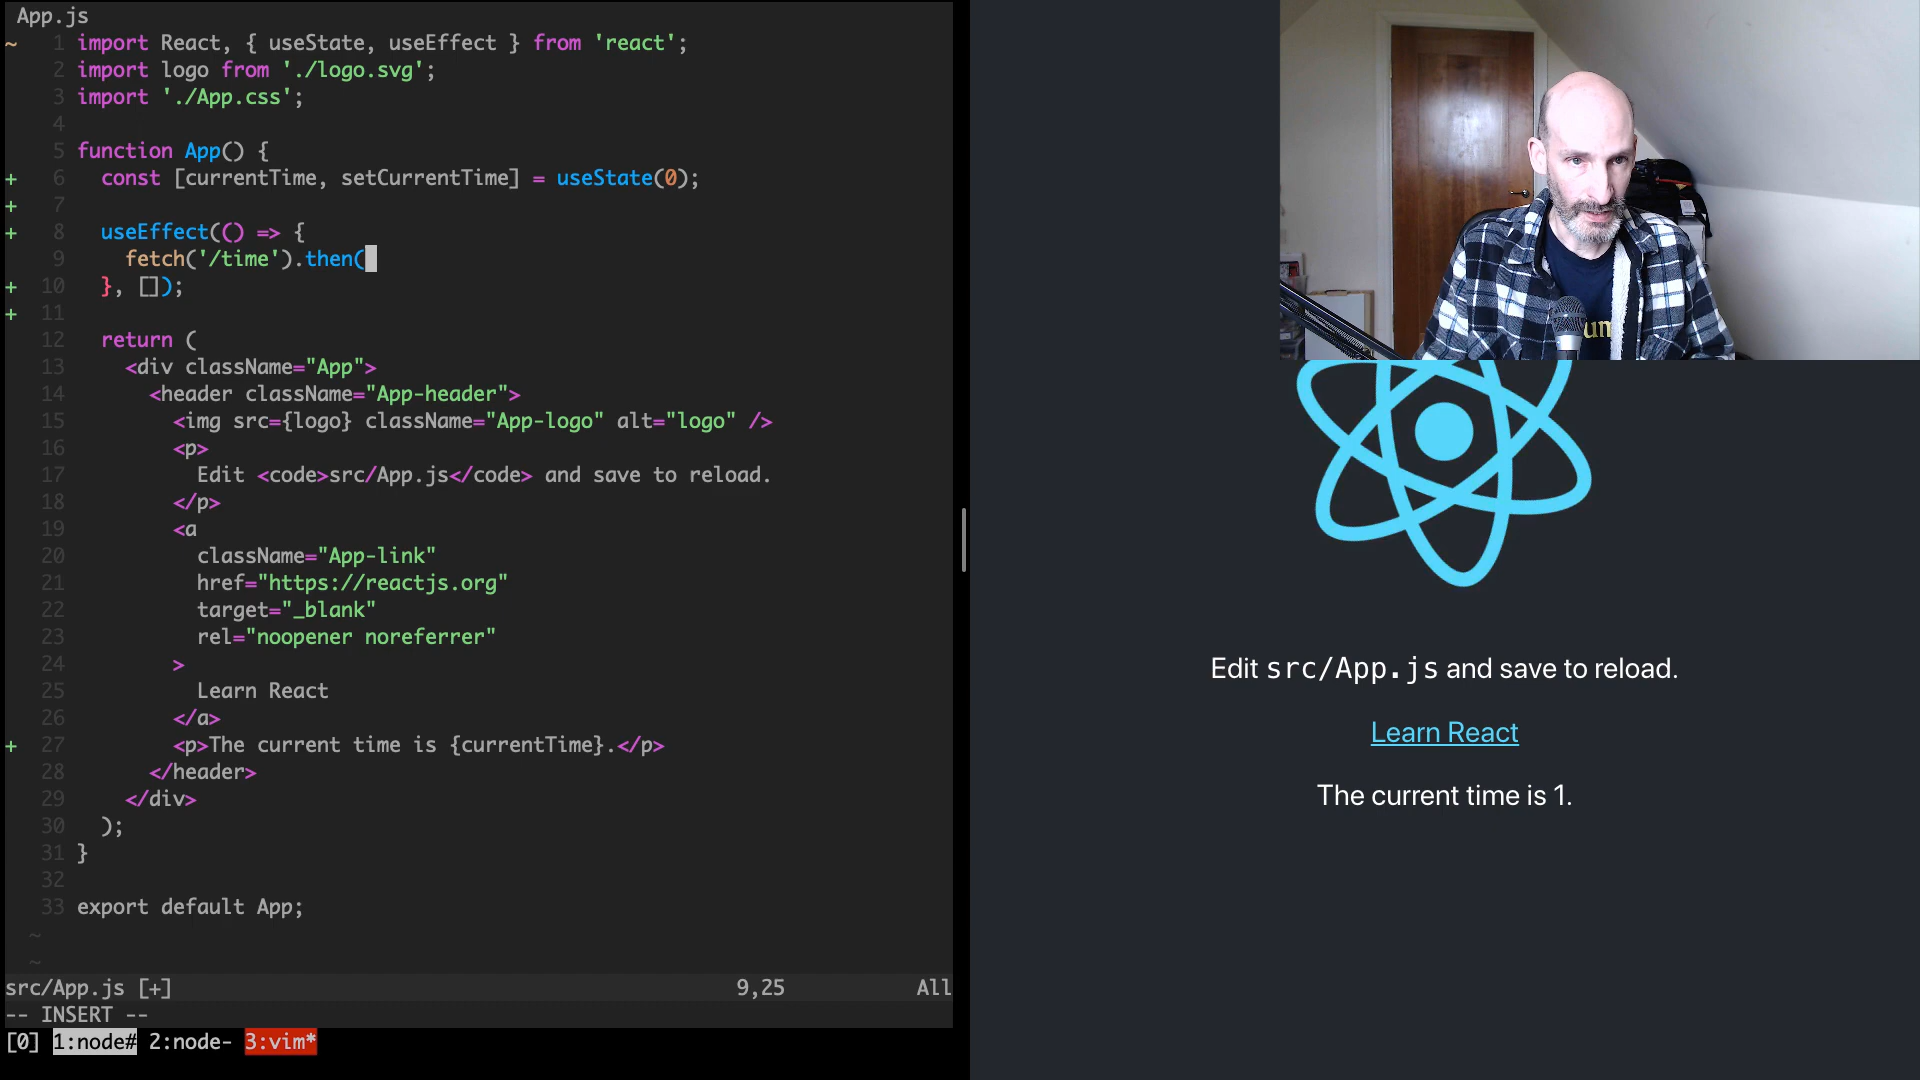 App.js
~ 1 import React, { useState, useEffect } from 'react';
2 import logo from './logo.svg';
3 import './App.css';
4
5 function App() {
+ 6 const [currentTime, setCurrentTime] = useState(0);
+ 7
+ 8 useEffect(() => {
9 fetch('/time').then(
+ 10 }, []);
+ 11
12 return (
13 <div className="App">
14 <header className="App-header">
15 <img src={logo} className="App-logo" alt="logo" />
16 <p>
17 Edit <code>src/App.js</code> and save to reload.
18 </p>
19 <a
20 className="App-link"
21 href="https://reactjs.org"
22 target="_blank"
23 rel="noopener noreferrer"
24 >
25 Learn React
26 </a>
+ 27 <p>The current time is {currentTime}.</p>
28 </header>
29 </div>
30 );
31 }
32
33 export default App;
~
~
src/App.js [+] 9,25 All
-- INSERT --
[0] 1:node# 2:node- 3:vim*
um
Edit src/App.js and save to reload.
Learn React
The current time is 1.